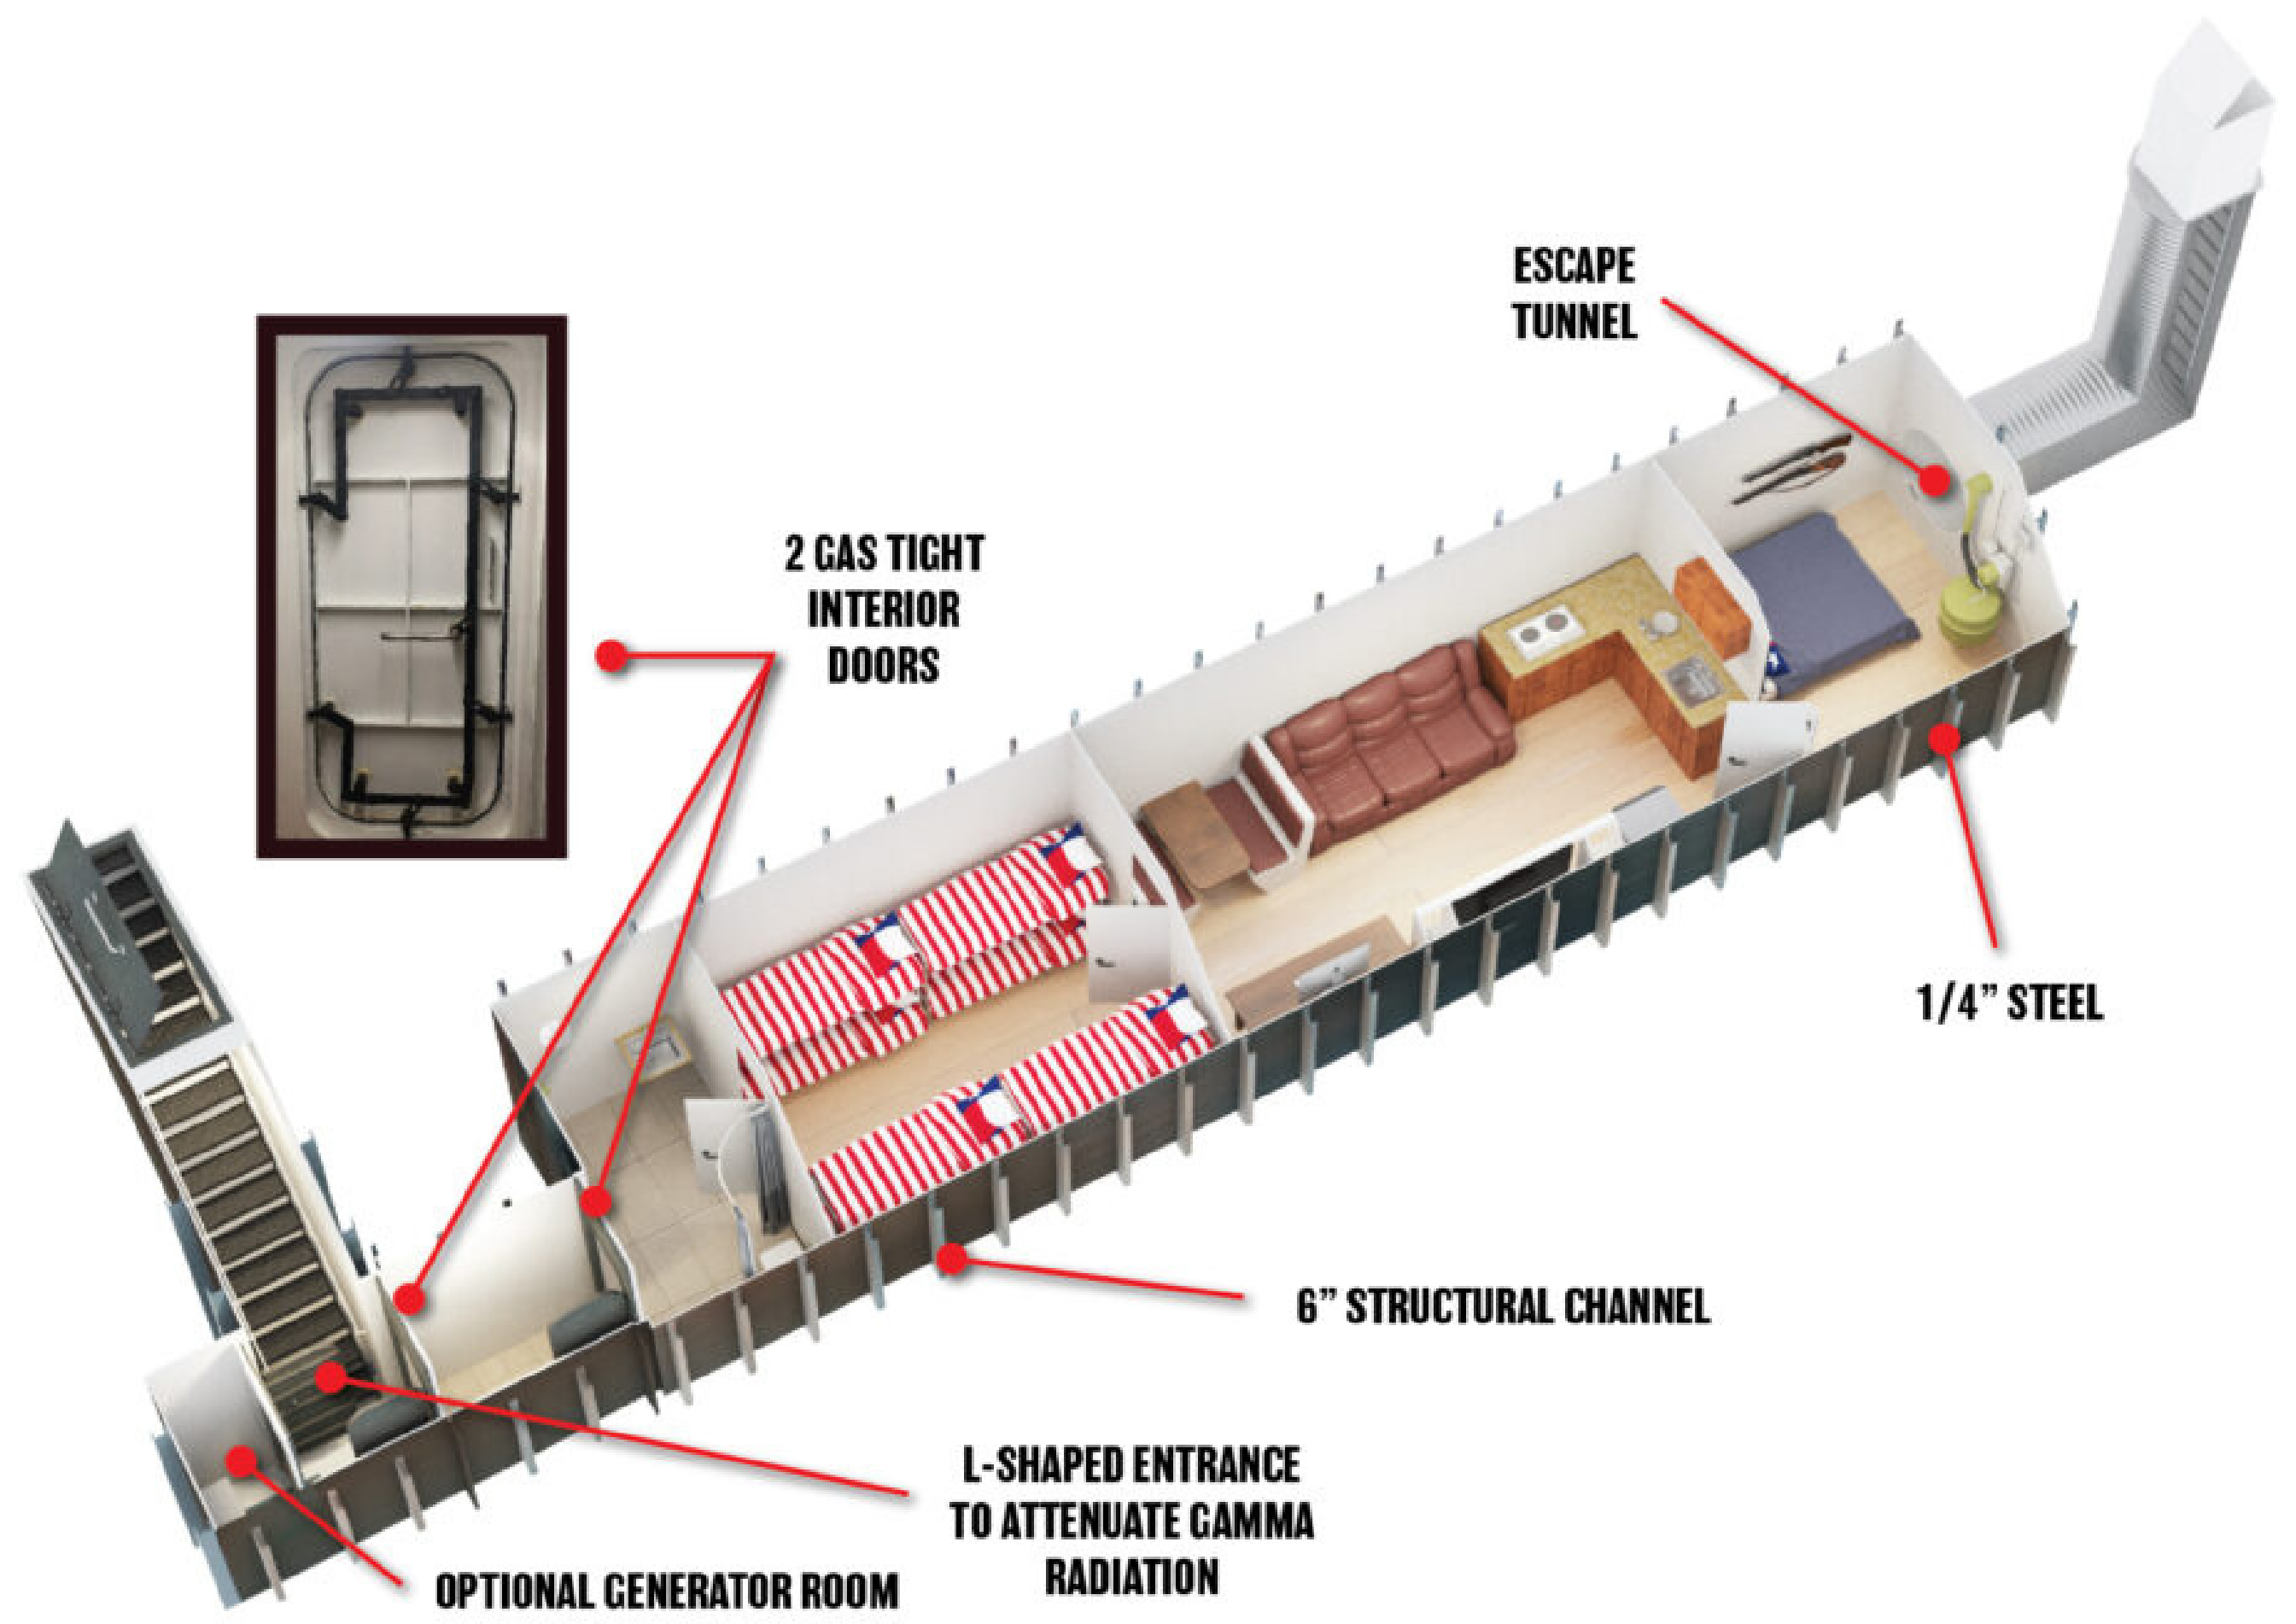 ESCAPE
TUNNEL
2 GAS TIGHT
INTERIOR
DOORS
1/4” STEEL
6” STRUCTURAL CHANNEL
L-SHAPED ENTRANCE
TO ATTENUATE GAMMA
RADIATION
OPTIONAL GENERATOR ROOM